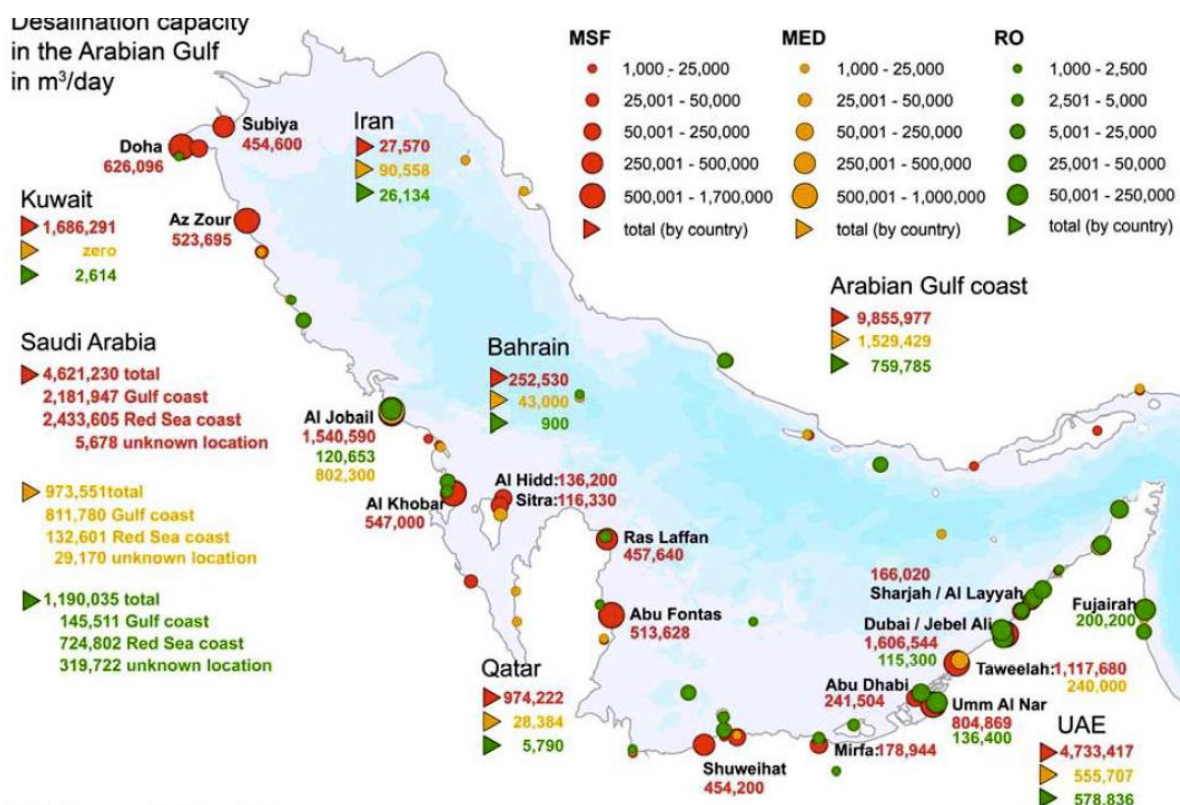 Desalination capacity
in the Arabian Gulf
in m³/day
MSF
1,000 - 25,000
25,001 - 50,000
50,001 - 250,000
250,001 - 500,000
500,001 - 1,700,000
total (by country)
MED
1,000 - 25,000
25,001 - 50,000
50,001 - 250,000
250,001 - 500,000
500,001 - 1,000,000
total (by country)
RO
1,000 - 2,500
2,501 - 5,000
5,001 - 25,000
25,001 - 50,000
50,001 - 250,000
total (by country)
Subiya
454,600
Doha
626,096
Iran
27,570
90,558
26,134
Kuwait
1,686,291
zero
2,614
Az Zour
523,695
Arabian Gulf coast
9,855,977
1,529,429
759,785
Saudi Arabia
4,621,230 total
2,181,947 Gulf coast
2,433,605 Red Sea coast
5,678 unknown location
973,551total
811,780 Gulf coast
132,601 Red Sea coast
29,170 unknown location
1,190,035 total
145,511 Gulf coast
724,802 Red Sea coast
319,722 unknown location
Bahrain
252,530
43,000
900
Al Jobail
1,540,590
120,653
802,300
Al Hidd:136,200
Sitra:116,330
Al Khobar
547,000
Ras Laffan
457,640
Abu Fontas
513,628
Qatar
974,222
28,384
5,790
166,020
Sharjah / Al Layyah
Fujairah
200,200
Dubai / Jebel Ali
1,606,544
115,300
Taweelah:1,117,680
240,000
Abu Dhabi
241,504
Umm Al Nar
804,869
136,400
Mirfa:178,944
Shuweihat
454,200
UAE
4,733,417
555,707
578,836